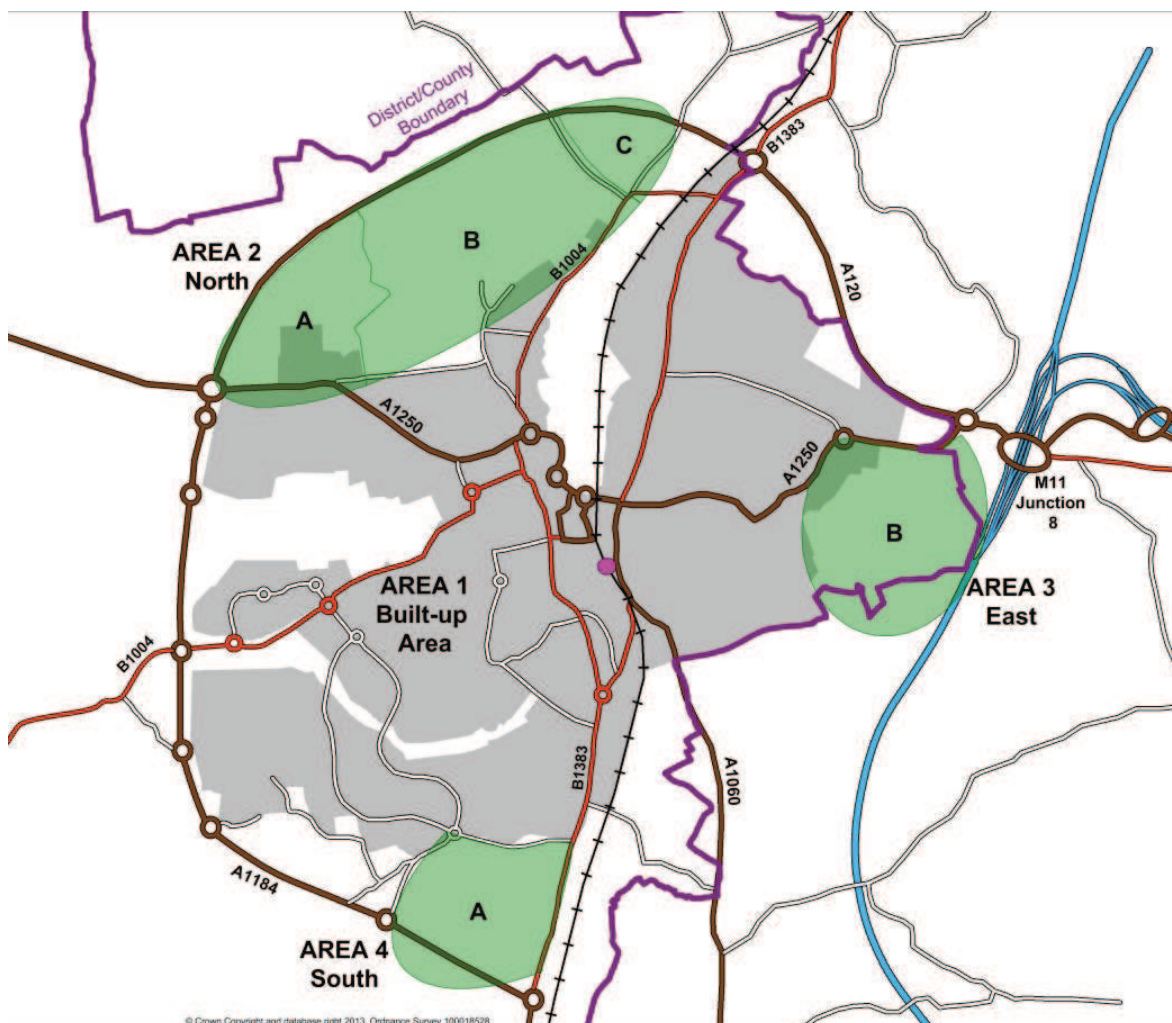 District/County
Boundary
B1383
C
AREA 2
North
B
B1004
A120
A
A1250
A1250
M11
Junction
8
B
AREA 1
Built-up
Area
AREA 3
East
B1004
B1383
A1060
A1184
A
AREA 4
South
© Crown Copyright and database right 2013. Ordnance Survey 100018528